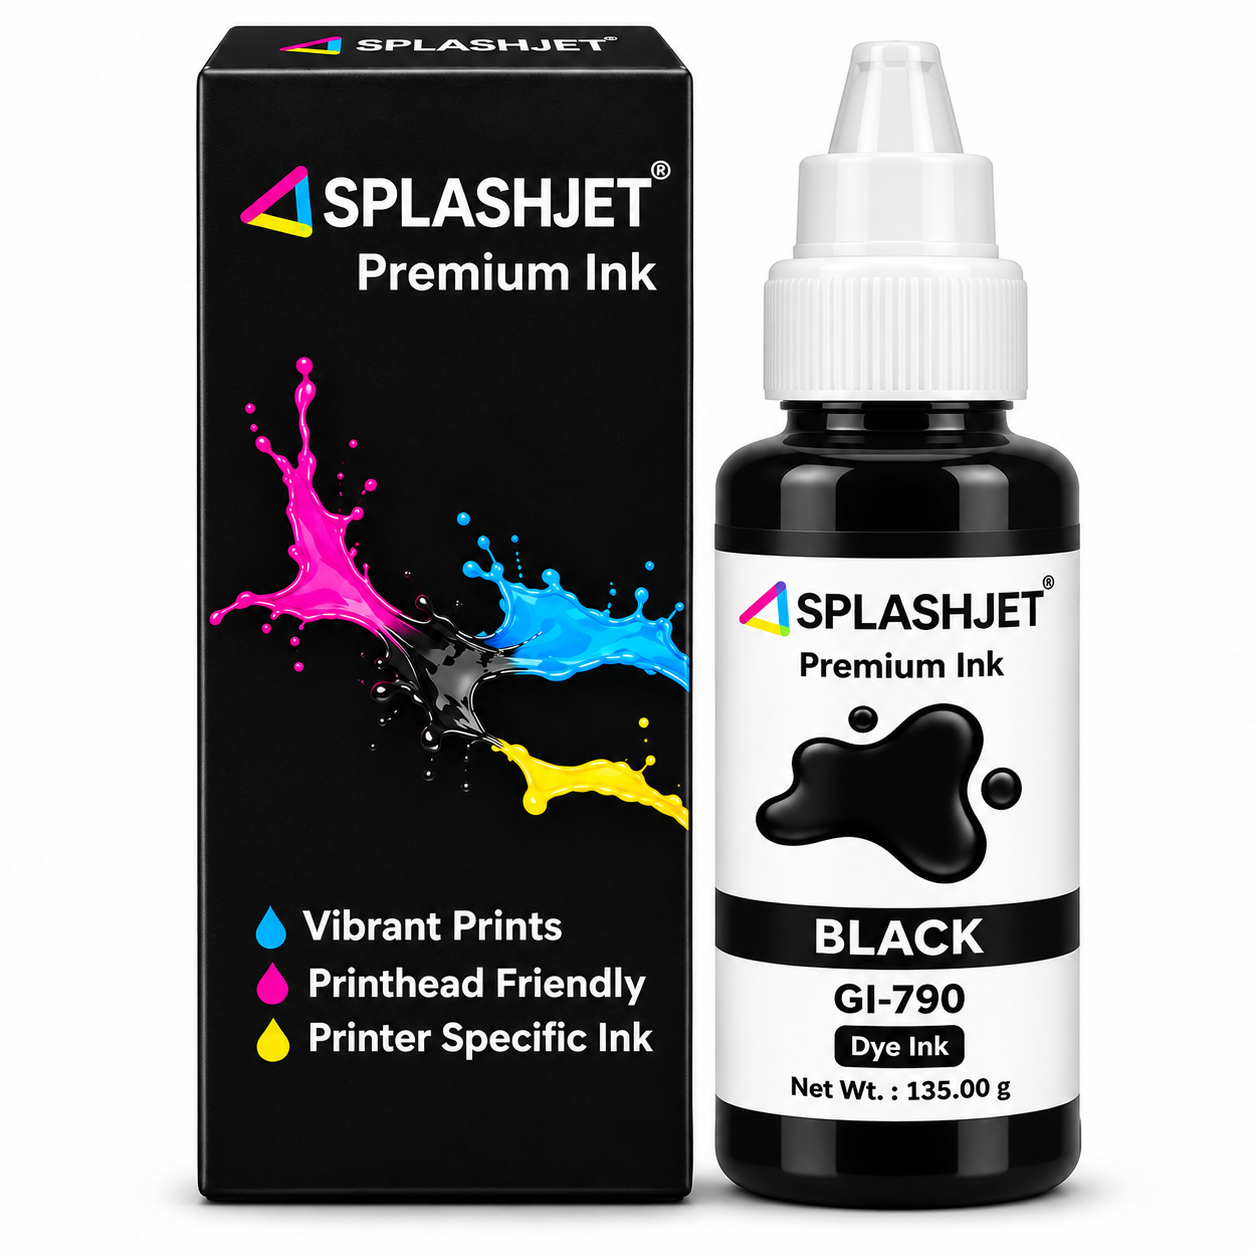 SPLASHJET®
SPLASHJET®
Premium Ink
Vibrant Prints
Printhead Friendly
Printer Specific Ink
SPLASHJET®
Premium Ink
BLACK
GI-790
Dye Ink
Net Wt. : 135.00 g